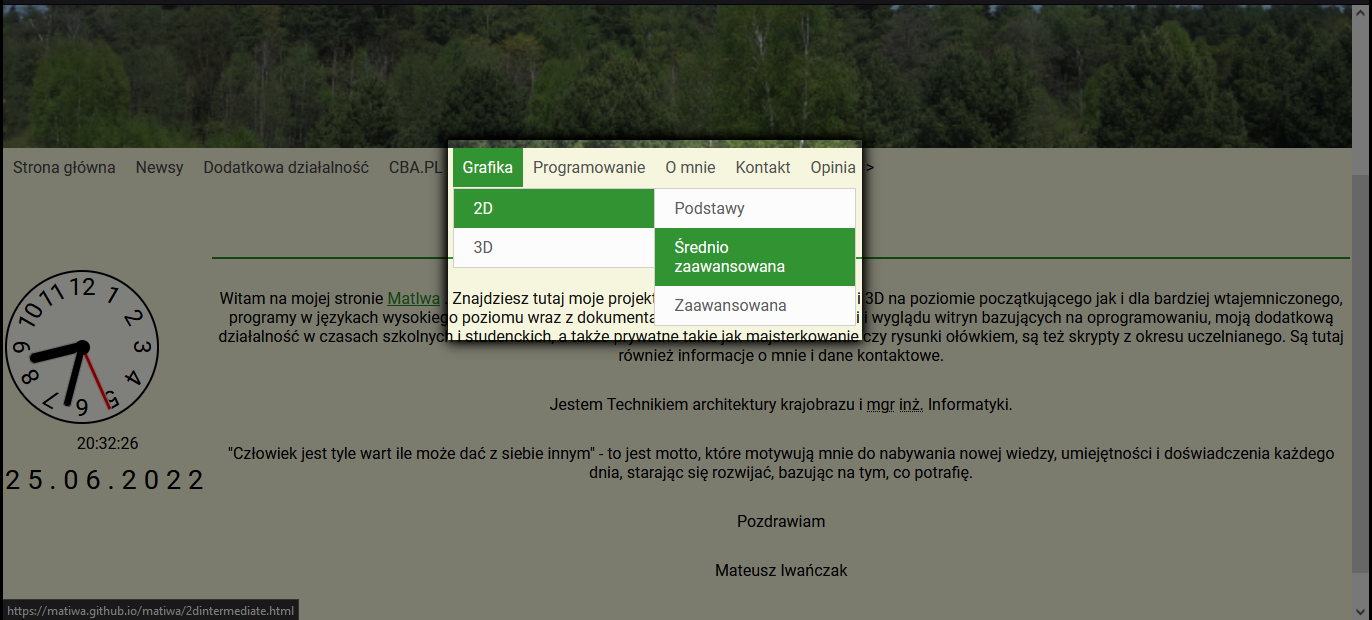 Strona główna Newsy Dodatkowa działalność CBA.PL Grafika Programowanie O mnie Kontakt Opinia >
2D Podstawy
3D Średnio
zaawansowana
Zaawansowana
12
1
2
3
4
5
6
7
8
9
10
11
20:32:26
25.06.2022
Witam na mojej stronie MatIwa . Znajdziesz tutaj moje projekt i 3D na poziomie początkującego jak i dla bardziej wtajemniczonego,
programy w językach wysokiego poziomu wraz z dokumenta i wyglądu witryn bazujących na oprogramowaniu, moją dodatkową
działalność w czasach szkolnych i studenckich, a także prywatne takie jak majsterkowanie czy rysunki ołówkiem, są też skrypty z okresu uczelnianego. Są tutaj
również informacje o mnie i dane kontaktowe.
Jestem Technikiem architektury krajobrazu i mgr inż. Informatyki.
"Człowiek jest tyle wart ile może dać z siebie innym" - to jest motto, które motywują mnie do nabywania nowej wiedzy, umiejętności i doświadczenia każdego
dnia, starając się rozwijać, bazując na tym, co potrafię.
Pozdrawiam
Mateusz Iwańczak
https://matiwa.github.io/matiwa/2dintermediate.html